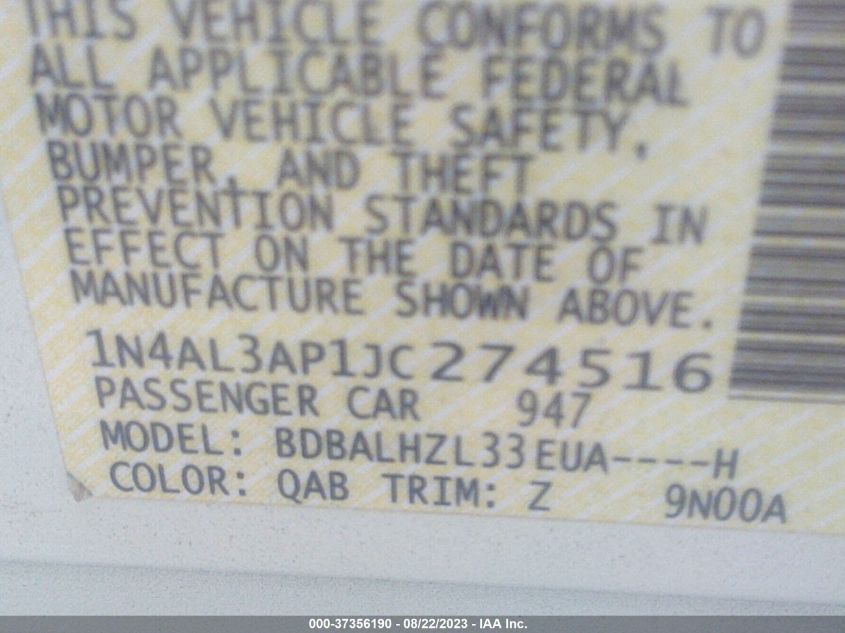 THIS VEHICLE CONFORMS TO
ALL APPLICABLE FEDERAL
MOTOR VEHICLE SAFETY,
BUMPER, AND THEFT
PREVENTION STANDARDS IN
EFFECT ON THE DATE OF
MANUFACTURE SHOWN ABOVE.
1N4AL3AP1JC274516
PASSENGER CAR 947
MODEL: BDBALHZL33EUA----H
COLOR: QAB TRIM: Z 9N00A
000-37356190 - 08/22/2023 - IAA Inc.